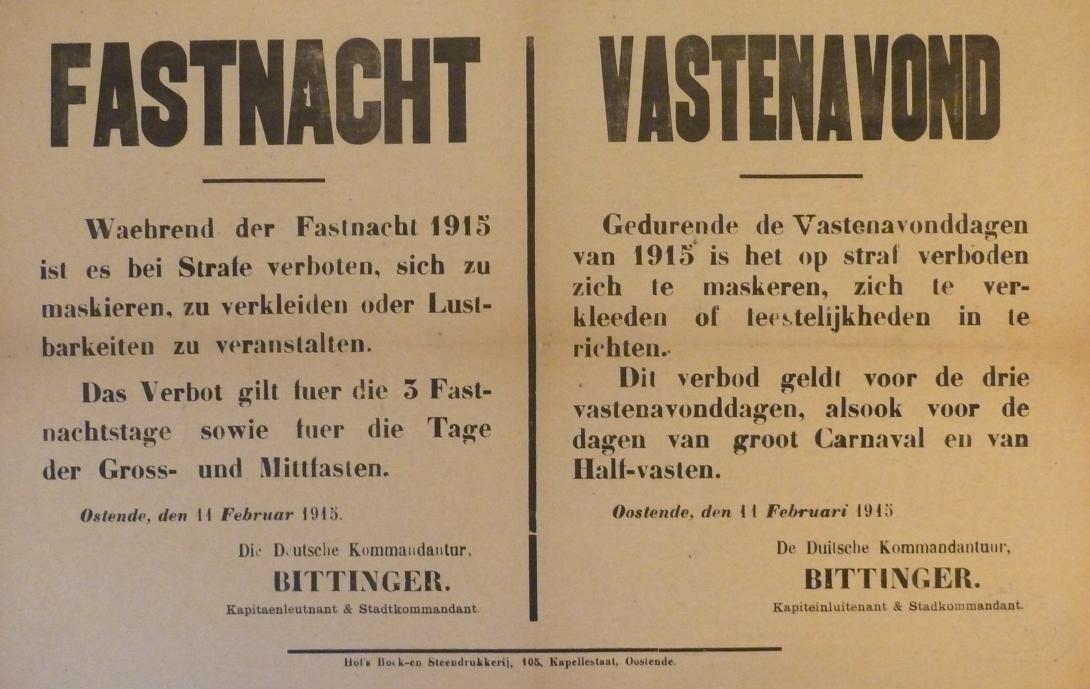 FASTNACHT
Waehrend der Fastnacht 1915
ist es bei Strafe verboten, sich zu
maskieren, zu verkleiden oder Lust-
barkeiten zu veranstalten.
Das Verbot gilt fuer die 3 Fast-
nachtstage sowie fuer die Tage
der Gross- und Mittfasten.
Ostende, den 11 Februar 1915.
Die Deutsche Kommandantur,
BITTINGER.
Kapitaenleutnant & Stadtkommandant.
VASTENAVOND
Gedurende de Vastenavonddagen
van 1915 is het op straf verboden
zich te maskeren, zich te ver-
kleeden of feestelijkheden in te
richten.
Dit verbod geldt voor de drie
vastenavonddagen, alsook voor de
dagen van groot Carnaval en van
Half-vasten.
Oostende, den 11 Februari 1915
De Duitsche Kommandantuur,
BITTINGER.
Kapiteinluitenant & Stadkommandant.
Hof's Boek-en Steendrukkerij, 105, Kapellestaat, Oostende.